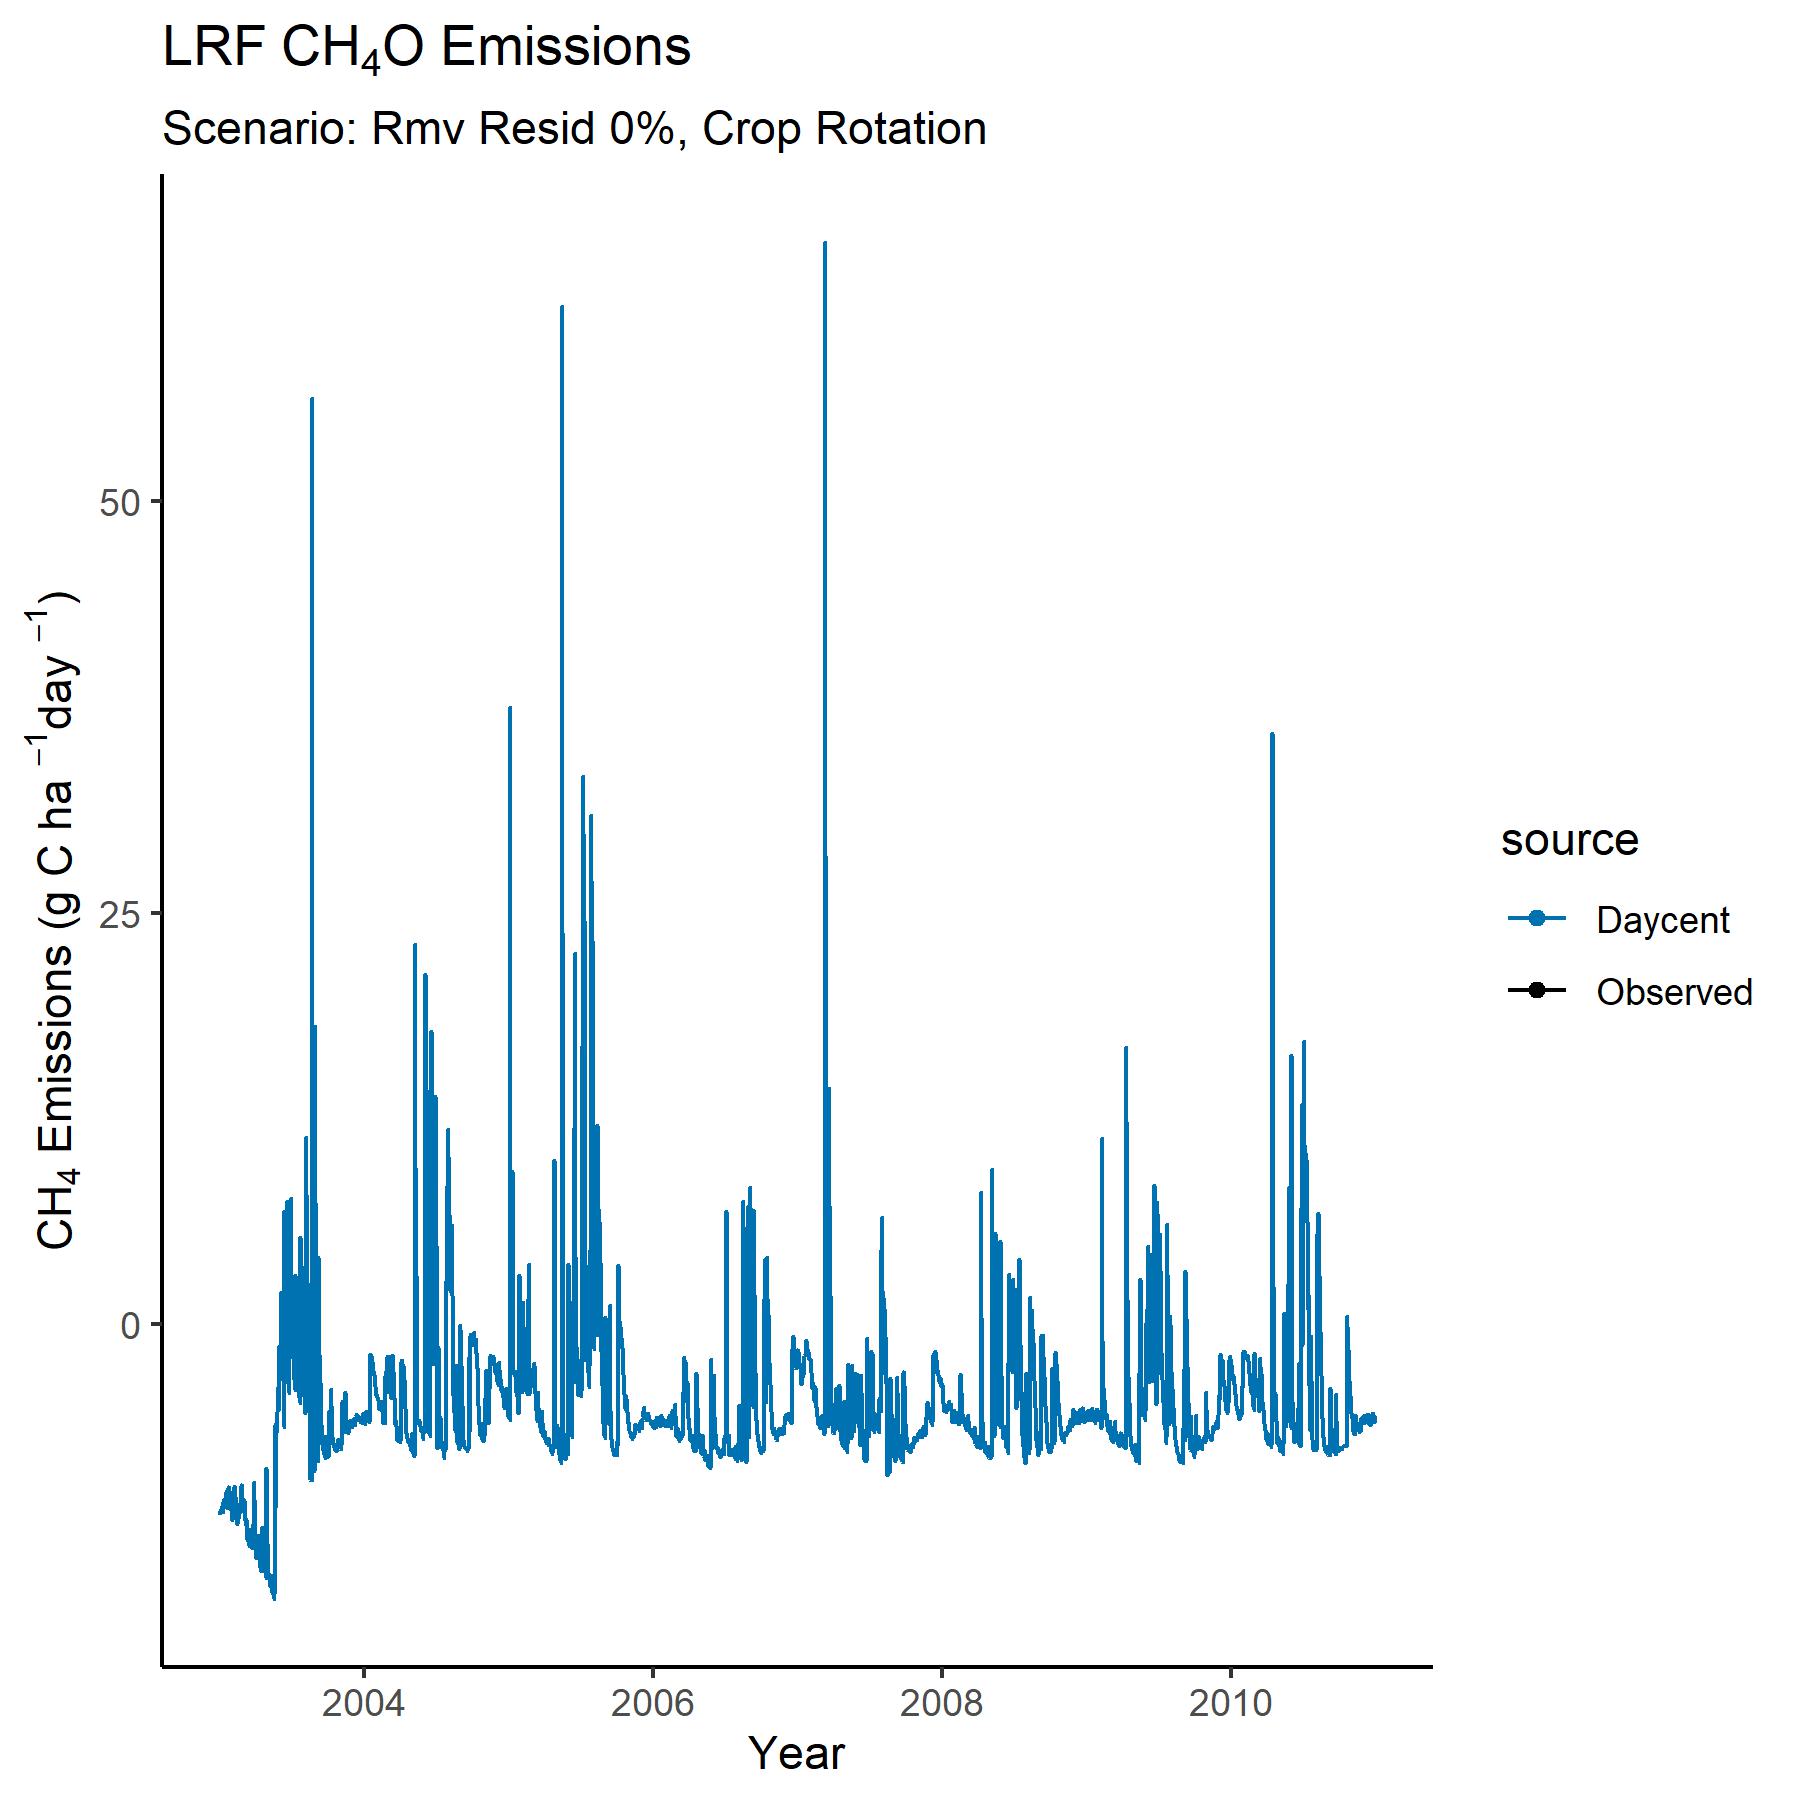 LRF CH₄O Emissions
Scenario: Rmv Resid 0%, Crop Rotation
CH₄ Emissions (g C ha ⁻¹day ⁻¹)
50
25
0
2004 2006 2008 2010
Year
source
Daycent
Observed